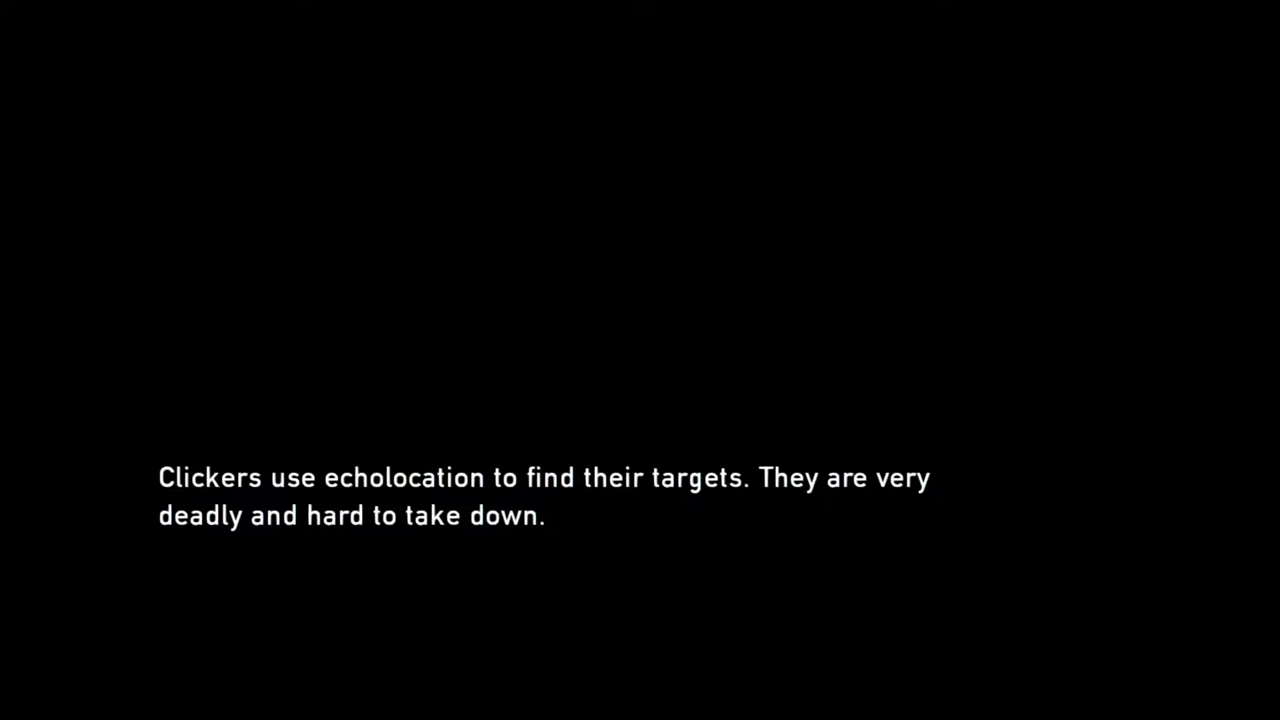 Clickers use echolocation to find their targets. They are very
deadly and hard to take down.